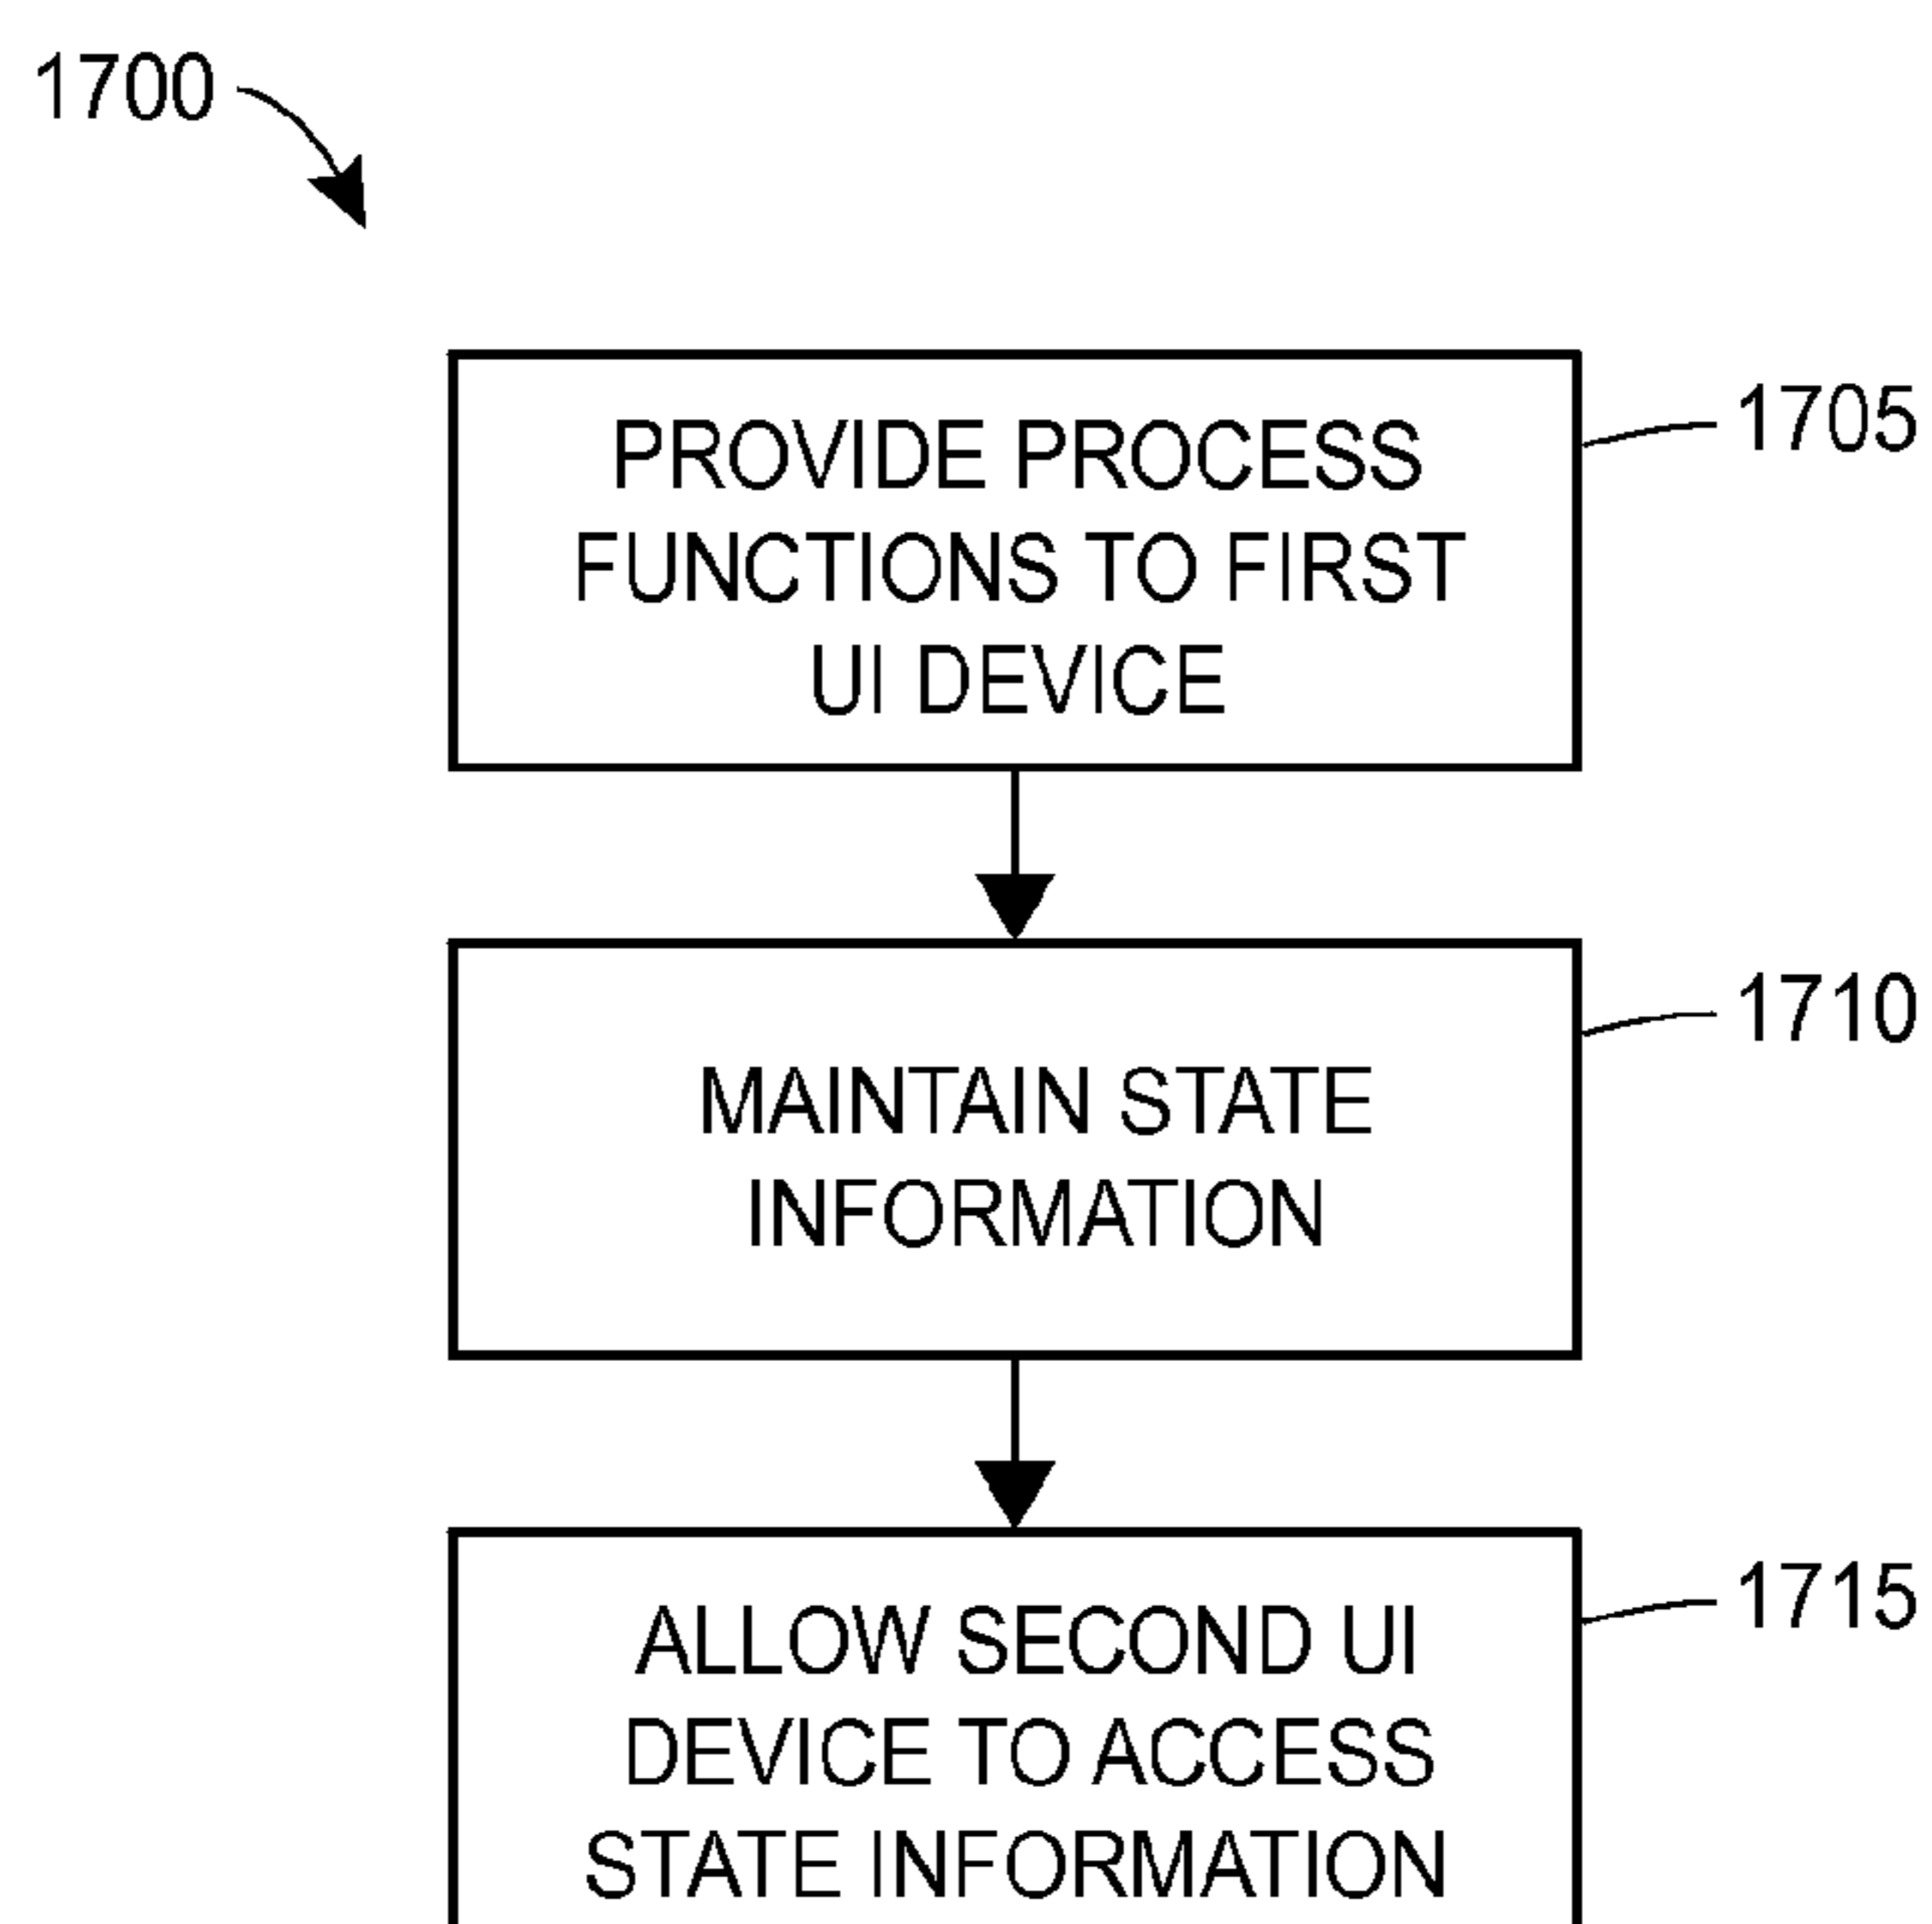 1700
PROVIDE PROCESS
FUNCTIONS TO FIRST
UI DEVICE
1705
MAINTAIN STATE
INFORMATION
1710
ALLOW SECOND UI
DEVICE TO ACCESS
STATE INFORMATION
1715